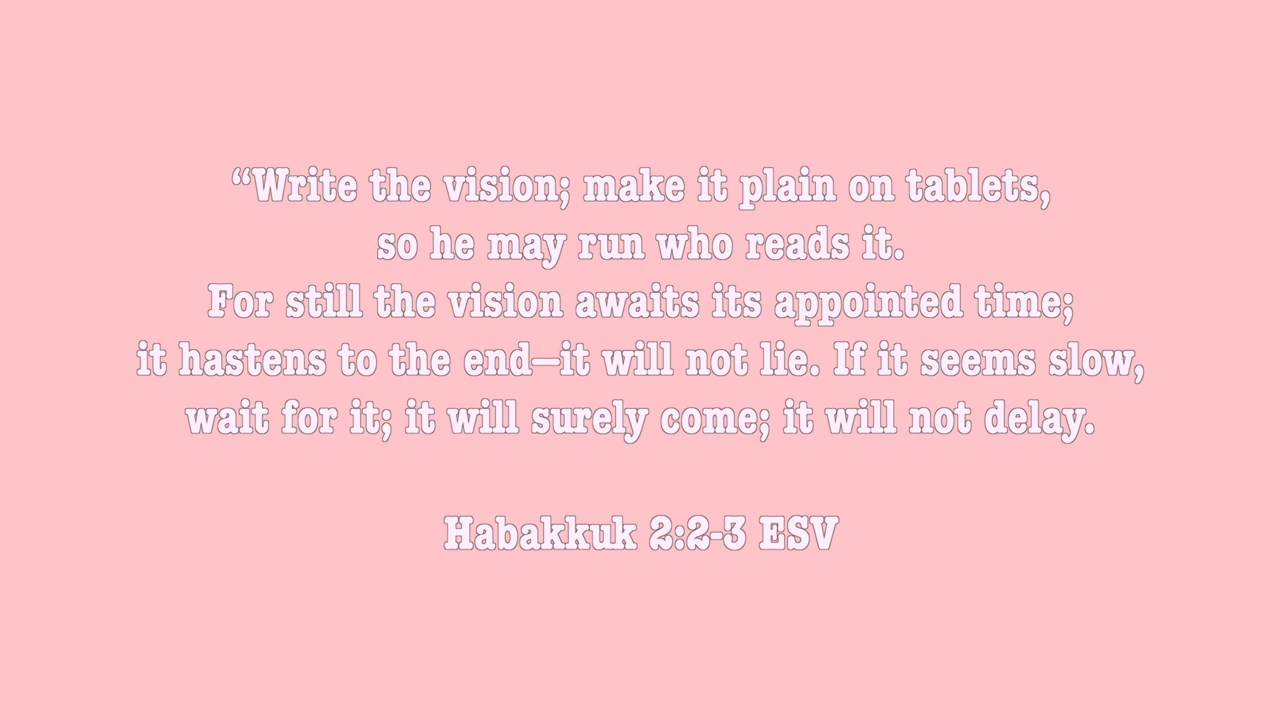 “Write the vision; make it plain on tablets,
so he may run who reads it.
For still the vision awaits its appointed time;
it hastens to the end—it will not lie. If it seems slow,
wait for it; it will surely come; it will not delay.
Habakkuk 2:2-3 ESV